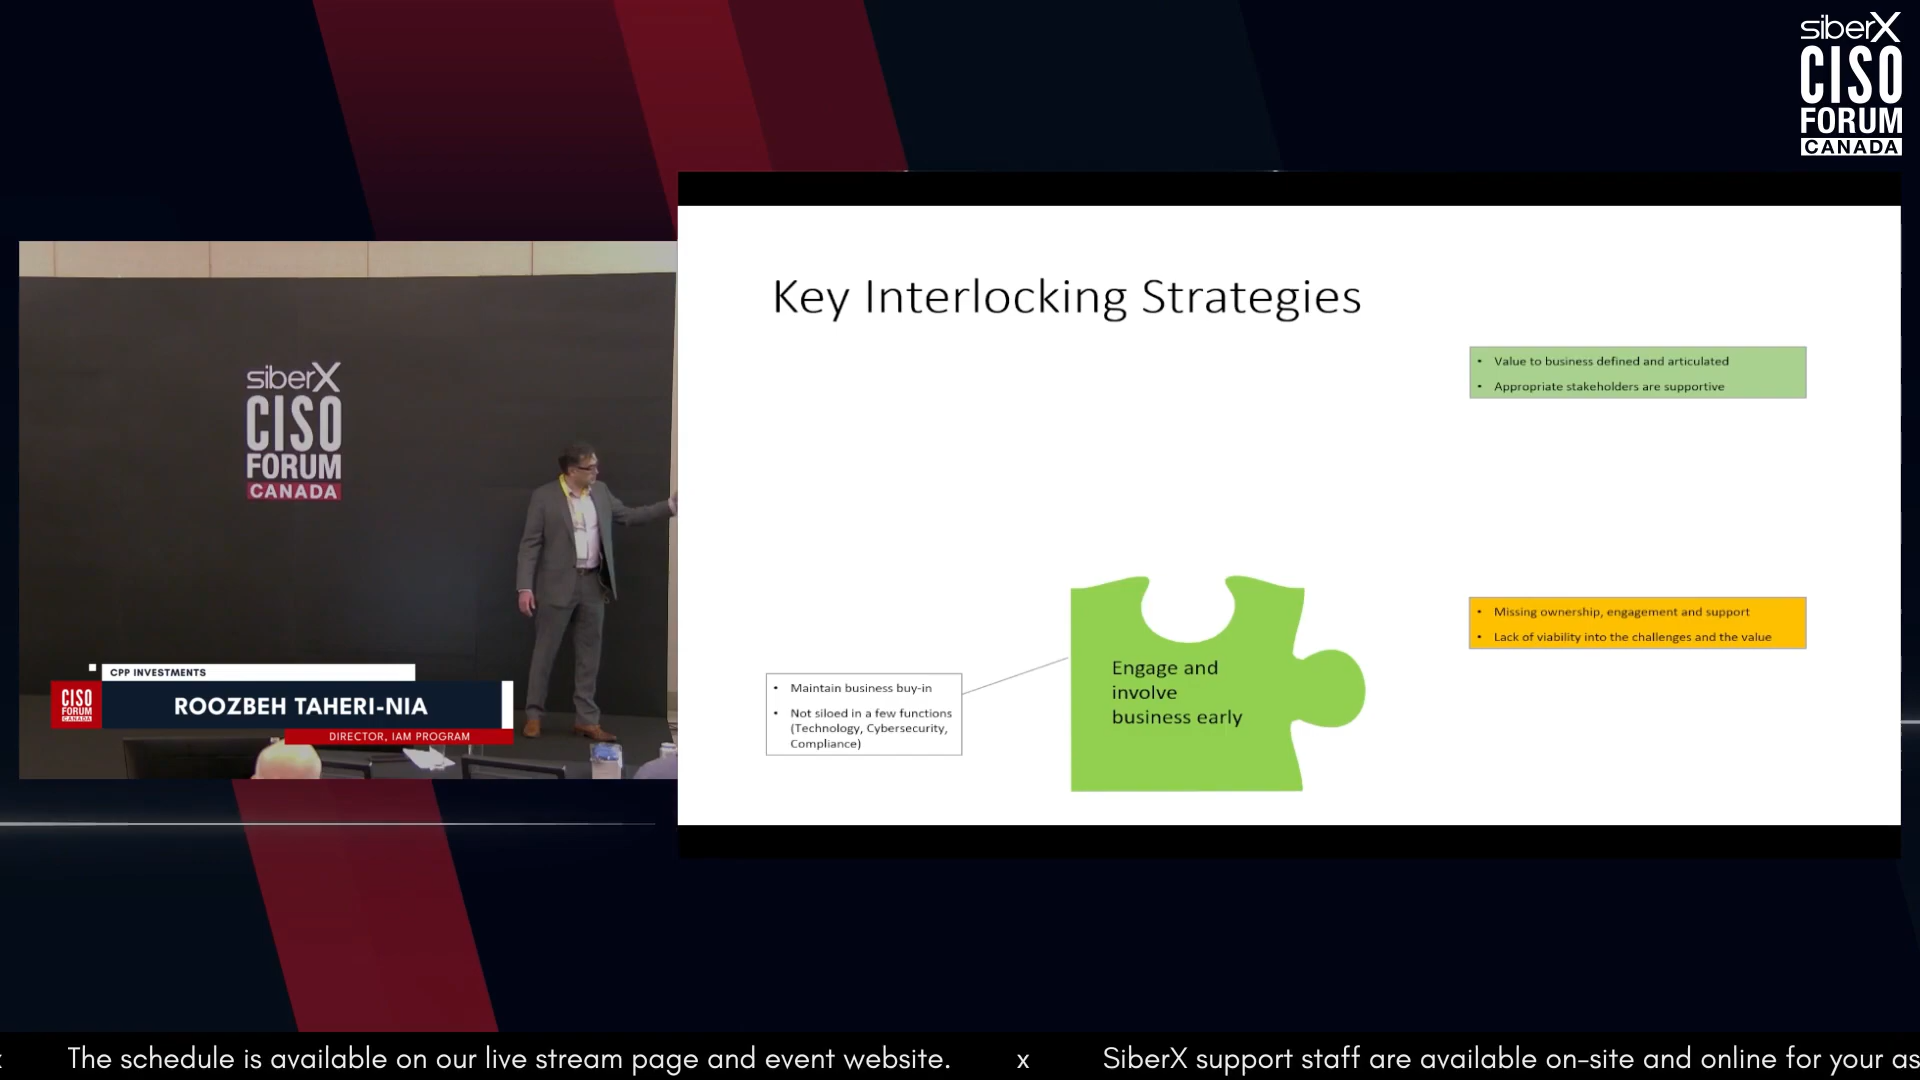 siberX
CISO
FORUM
CANADA
Key Interlocking Strategies
• Value to business defined and articulated
• Appropriate stakeholders are supportive
siberX
CISO
FORUM
CANADA
• Missing ownership, engagement and support
• Lack of viability into the challenges and the value
Engage and
involve
business early
• Maintain business buy-in
• Not siloed in a few functions
(Technology, Cybersecurity,
Compliance)
CPP INVESTMENTS
CISO
FORUM
CANADA
ROOZBEH TAHERI-NIA
DIRECTOR, IAM PROGRAM
The schedule is available on our live stream page and event website. x SiberX support staff are available on-site and online for your as